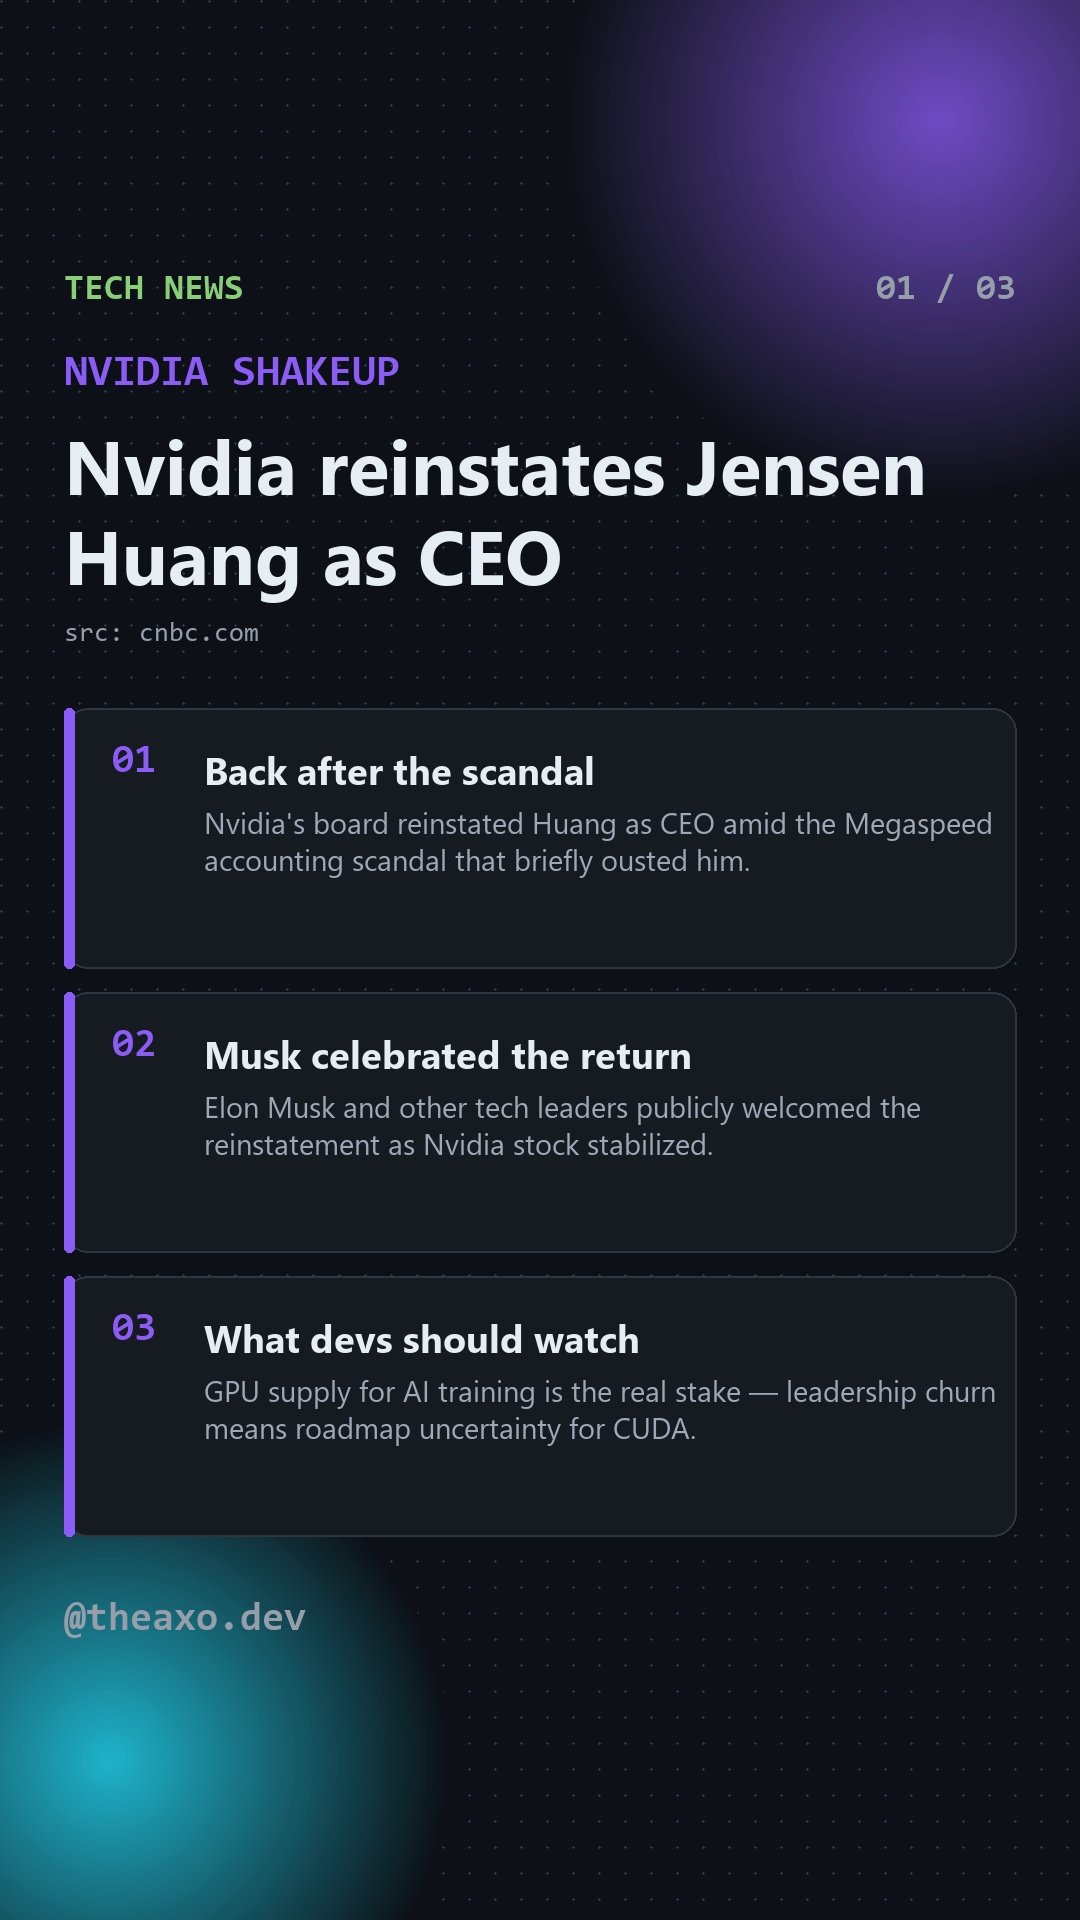 TECH NEWS
01 / 03
NVIDIA SHAKEUP
Nvidia reinstates Jensen
Huang as CEO
src: cnbc.com
01
Back after the scandal
Nvidia's board reinstated Huang as CEO amid the Megaspeed
accounting scandal that briefly ousted him.
02
Musk celebrated the return
Elon Musk and other tech leaders publicly welcomed the
reinstatement as Nvidia stock stabilized.
03
What devs should watch
GPU supply for AI training is the real stake — leadership churn
means roadmap uncertainty for CUDA.
@theaxo.dev